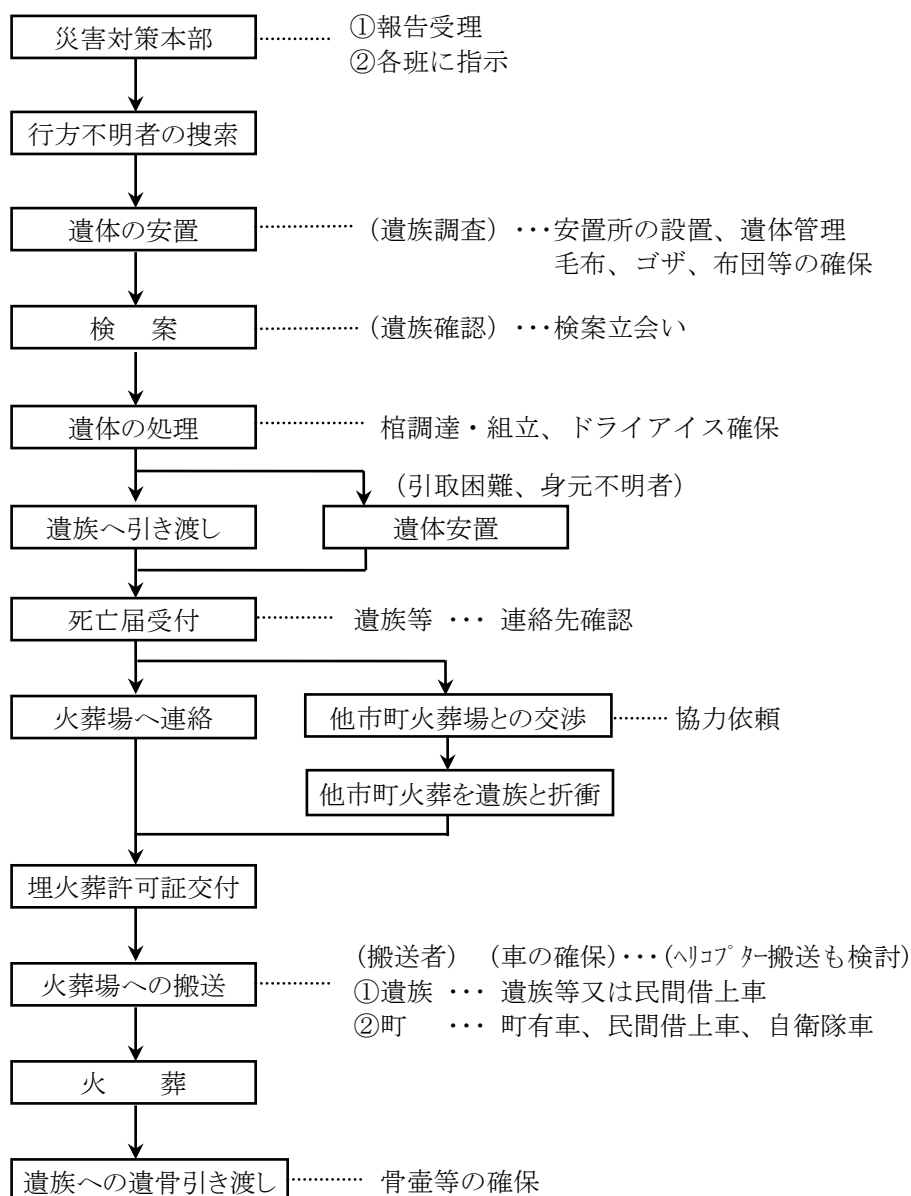 災害対策本部 ………… ①報告受理
②各班に指示
行方不明者の捜索
遺体の安置 ……………… (遺族調査) ・・・安置所の設置、遺体管理
毛布、ゴザ、布団等の確保
検　案 ……………… (遺族確認) ・・・検案立会い
遺体の処理 ……………… 棺調達・組立、ドライアイス確保
(引取困難、身元不明者)
遺族へ引き渡し 遺体安置
死亡届受付 ………… 遺族等 ・・・ 連絡先確認
火葬場へ連絡 他市町火葬場との交渉 ……… 協力依頼
他市町火葬を遺族と折衝
埋火葬許可証交付
(搬送者) (車の確保)・・・(ヘリコプター搬送も検討)
火葬場への搬送 ………… ①遺族 ・・・ 遺族等又は民間借上車
②町 ・・・ 町有車、民間借上車、自衛隊車
火　葬
遺族への遺骨引き渡し ………… 骨壷等の確保